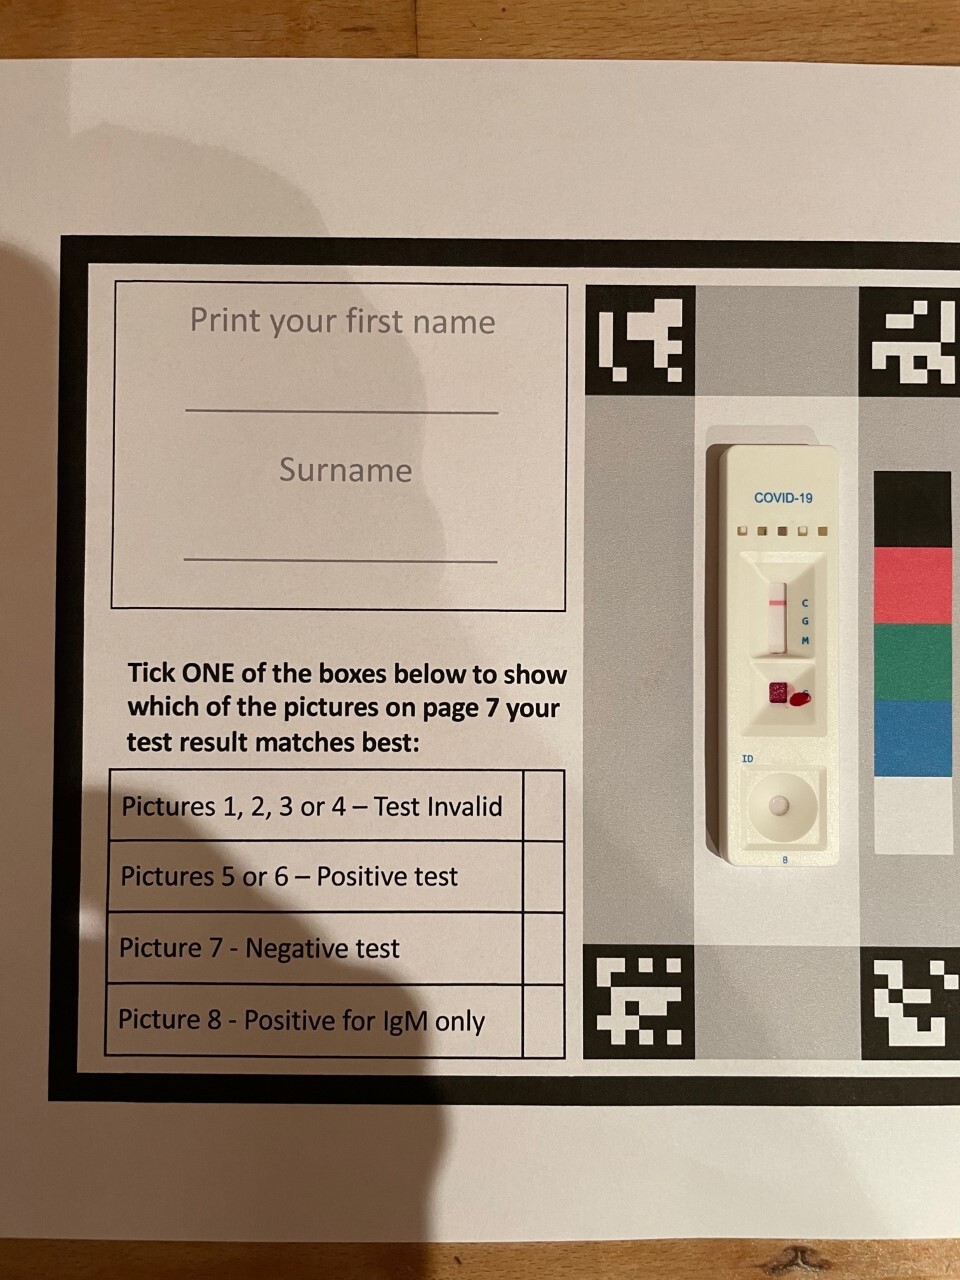 Print your first name
Surname
Tick ONE of the boxes below to show
which of the pictures on page 7 your
test result matches best:
Pictures 1, 2, 3 or 4 – Test Invalid
Pictures 5 or 6 – Positive test
Picture 7 - Negative test
Picture 8 - Positive for IgM only
COVID-19
C
G
M
S
ID
B